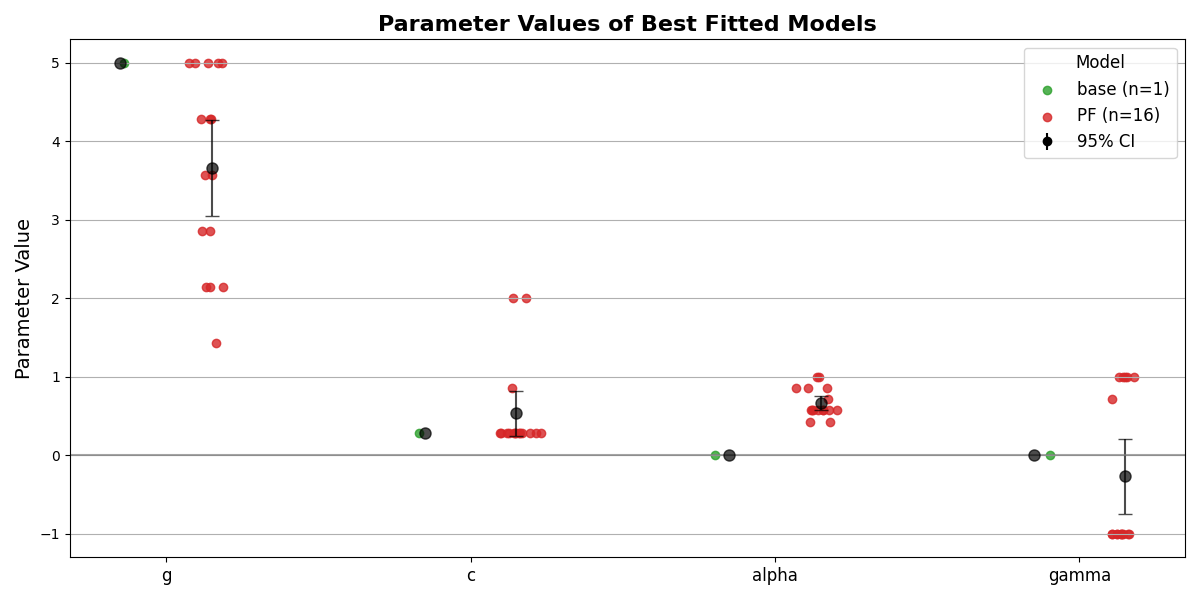 Parameter Values of Best Fitted Models
Parameter Value
5
4
3
2
1
0
−1
g
c
alpha
gamma
Model
base (n=1)
PF (n=16)
95% CI